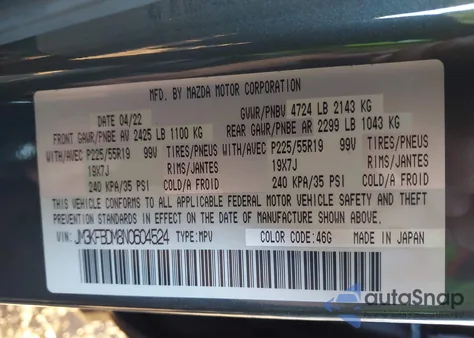 MFD. BY MAZDA MOTOR CORPORATION
DATE 04/22 GVWR/PNBV 4724 LB 2143 KG
FRONT GAWR/PNBE AV 2425 LB 1100 KG REAR GAWR/PNBE AR 2299 LB 1043 KG
WITH/AVEC P225/55R19 99V TIRES/PNEUS WITH/AVEC P225/55R19 99V TIRES/PNEUS
19X7J RIMS/JANTES 19X7J RIMS/JANTES
240 KPA/35 PSI COLD/A FROID 240 KPA/35 PSI COLD/A FROID
THIS VEHICLE CONFORMS TO ALL APPLICABLE FEDERAL MOTOR VEHICLE SAFETY AND THEFT
PREVENTION STANDARDS IN EFFECT ON THE DATE OF MANUFACTURE SHOWN ABOVE.
VIN: JM3KFBDM8N0604524 TYPE:MPV COLOR CODE:46G MADE IN JAPAN
autoSnap